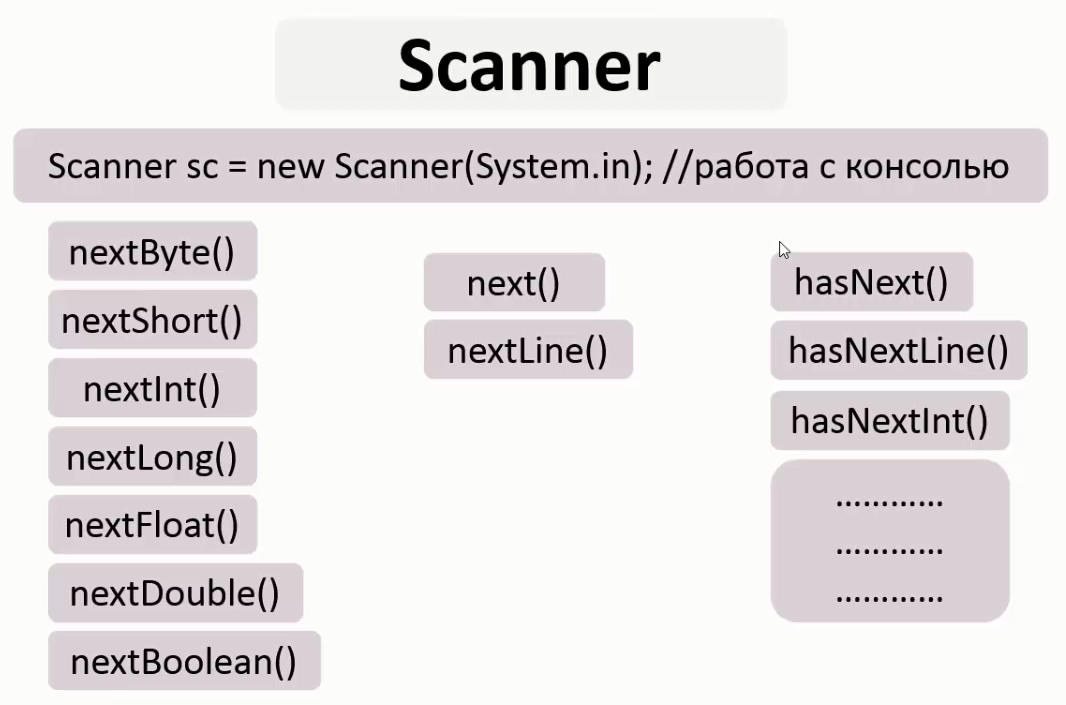 Scanner
Scanner sc = new Scanner(System.in); //работа с консолью
nextByte()
nextShort()
nextInt()
nextLong()
nextFloat()
nextDouble()
nextBoolean()
next()
nextLine()
hasNext()
hasNextLine()
hasNextInt()
............
............
............